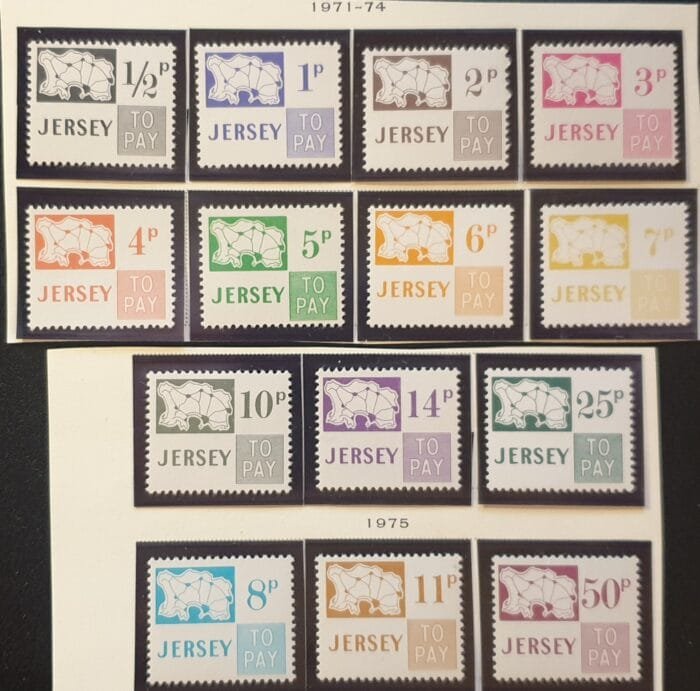 1971-74
½p
JERSEY TO PAY
1p
JERSEY TO PAY
2p
JERSEY TO PAY
3p
JERSEY TO PAY
4p
JERSEY TO PAY
5p
JERSEY TO PAY
6p
JERSEY TO PAY
7p
JERSEY TO PAY
10p
JERSEY TO PAY
14p
JERSEY TO PAY
25p
JERSEY TO PAY
1975
8p
JERSEY TO PAY
11p
JERSEY TO PAY
50p
JERSEY TO PAY